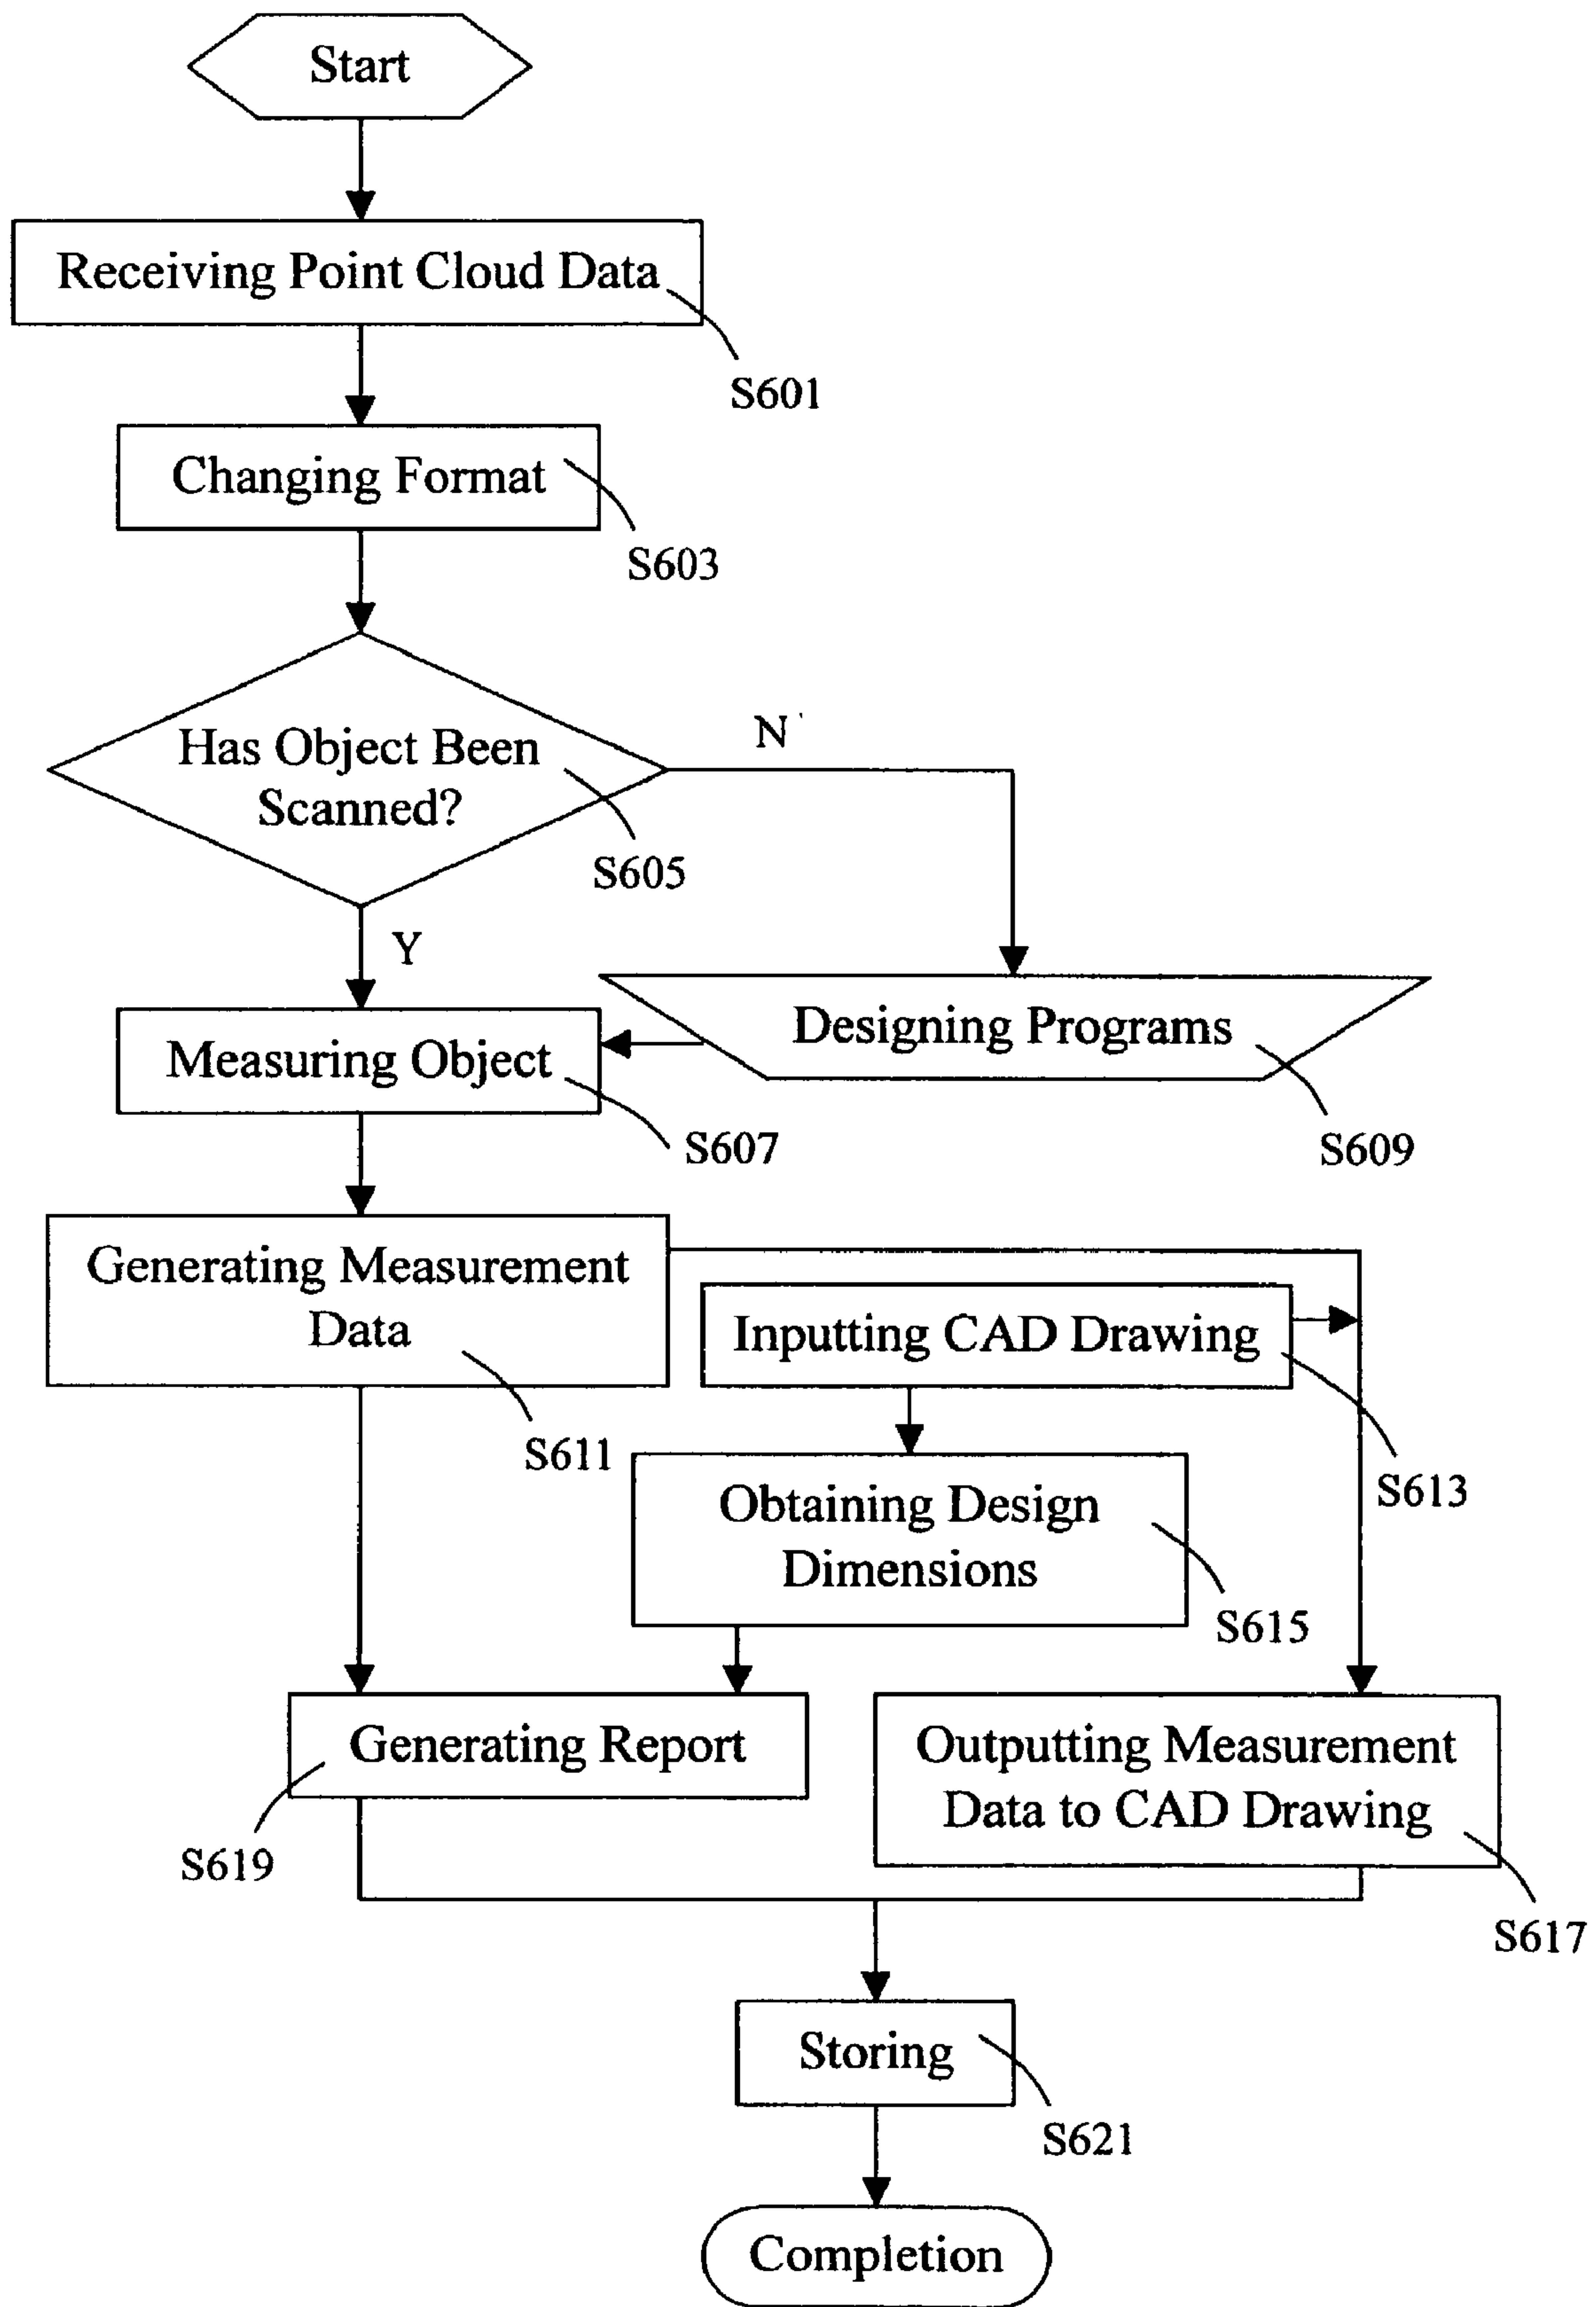 Start
Receiving Point Cloud Data
S601
Changing Format
S603
Has Object Been
Scanned?
N
S605
Y
Designing Programs
Measuring Object
S607
S609
Generating Measurement
Data
Inputting CAD Drawing
S611
S613
Obtaining Design
Dimensions
S615
Generating Report
Outputting Measurement
Data to CAD Drawing
S619
S617
Storing
S621
Completion